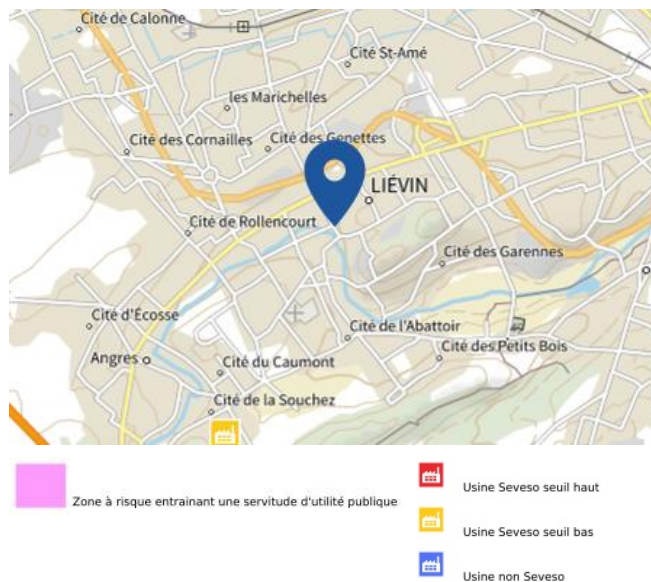 Cité de Calonne
Cité St-Amé
les Marichelles
Cité des Cornailles
Cité des Genettes
LIÉVIN
Cité de Rollencourt
Cité des Garennes
Cité d'Écosse
Cité de l'Abattoir
Angres
Cité du Caumont
Cité des Petits Bois
Cité de la Souchez
Zone à risque entrainant une servitude d'utilité publique
Usine Seveso seuil haut
Usine Seveso seuil bas
Usine non Seveso